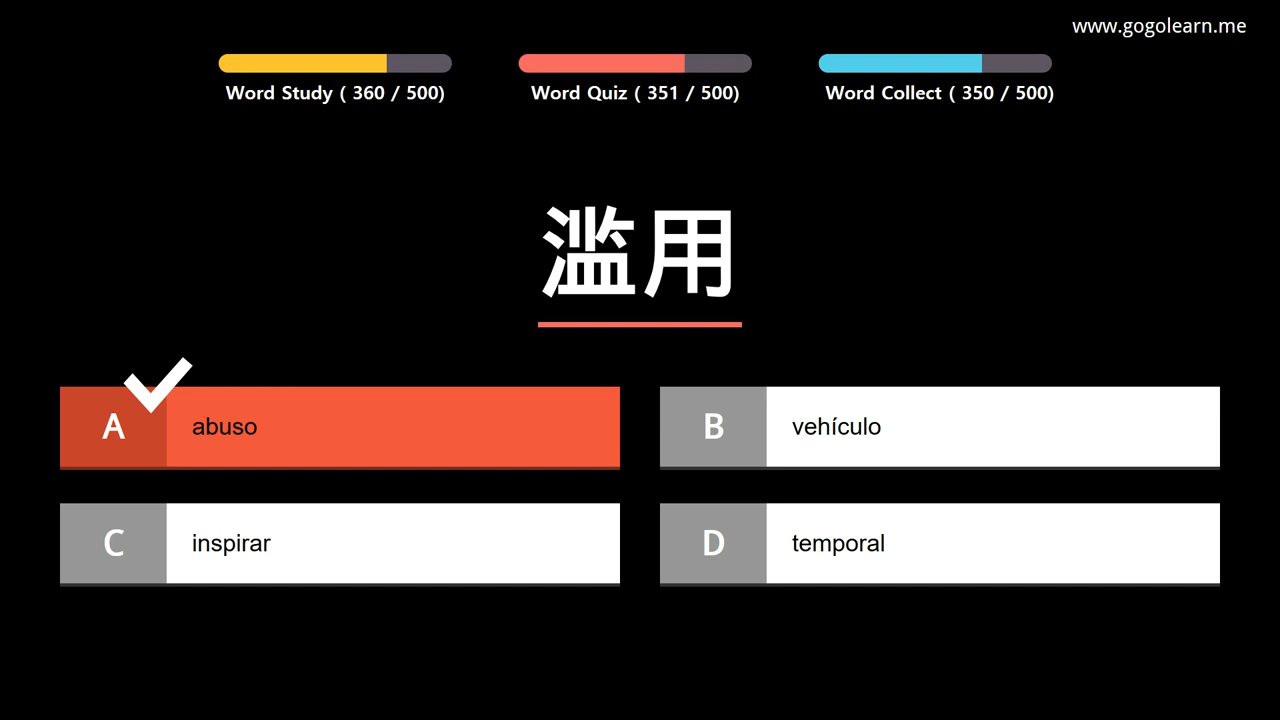 www.gogolearn.me
Word Study ( 360 / 500)
Word Quiz ( 351 / 500)
Word Collect ( 350 / 500)
滥用
A abuso
B vehículo
C inspirar
D temporal